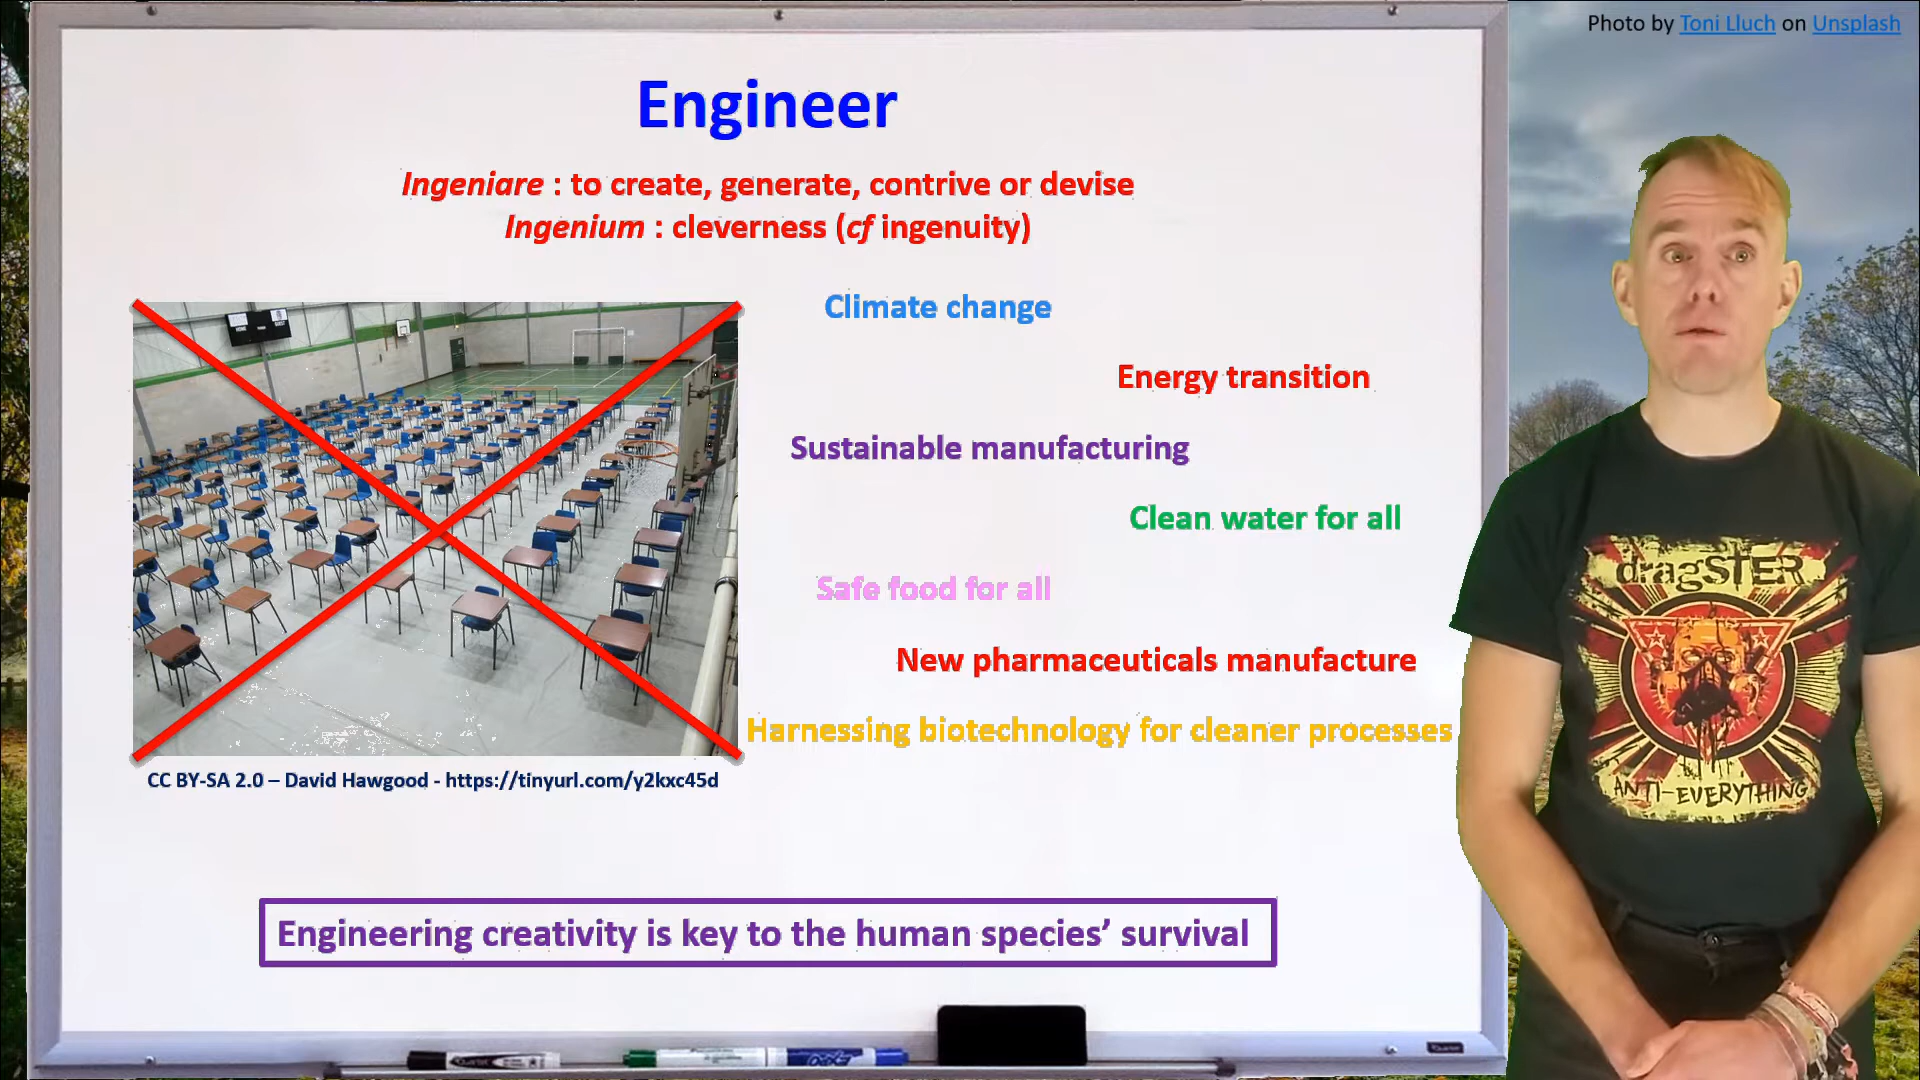 Photo by Toni Lluch on Unsplash
Engineer
Ingeniare : to create, generate, contrive or devise
Ingenium : cleverness (cf ingenuity)
Climate change
Energy transition
Sustainable manufacturing
Clean water for all
Safe food for all
New pharmaceuticals manufacture
Harnessing biotechnology for cleaner processes
CC BY-SA 2.0 – David Hawgood - https://tinyurl.com/y2kxc45d
Engineering creativity is key to the human species’ survival
dragSTER
ANTI-EVERYTHING